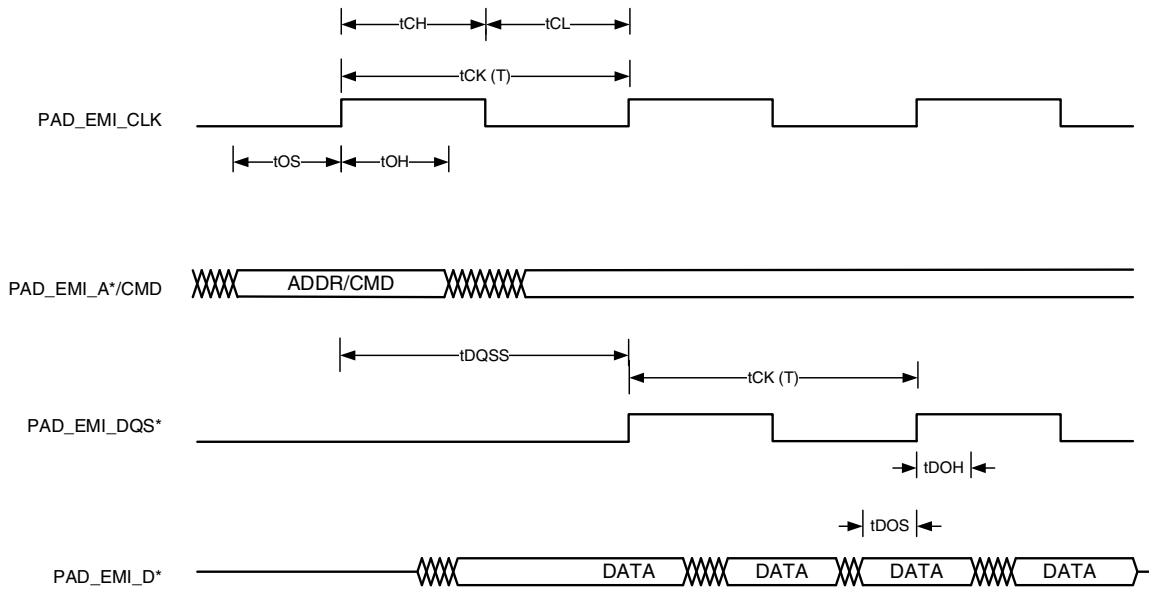 tCH
tCL
tCK (T)
PAD_EMI_CLK
tOS
tOH
PAD_EMI_A*/CMD
ADDR/CMD
tDQSS
tCK (T)
PAD_EMI_DQS*
tDOH
tDOS
PAD_EMI_D*
DATA
DATA
DATA
DATA